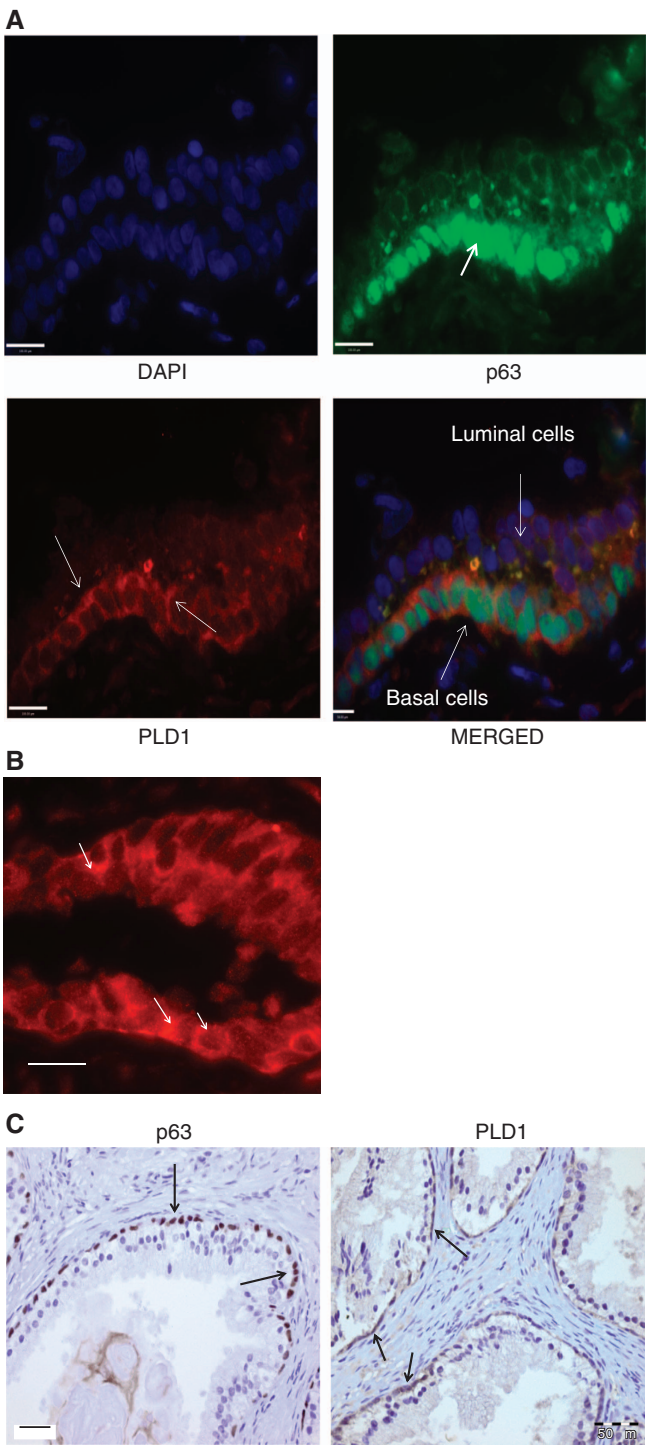 A
DAPI
p63
PLD1
Luminal cells
Basal cells
MERGED
B
C
p63
PLD1
50 m